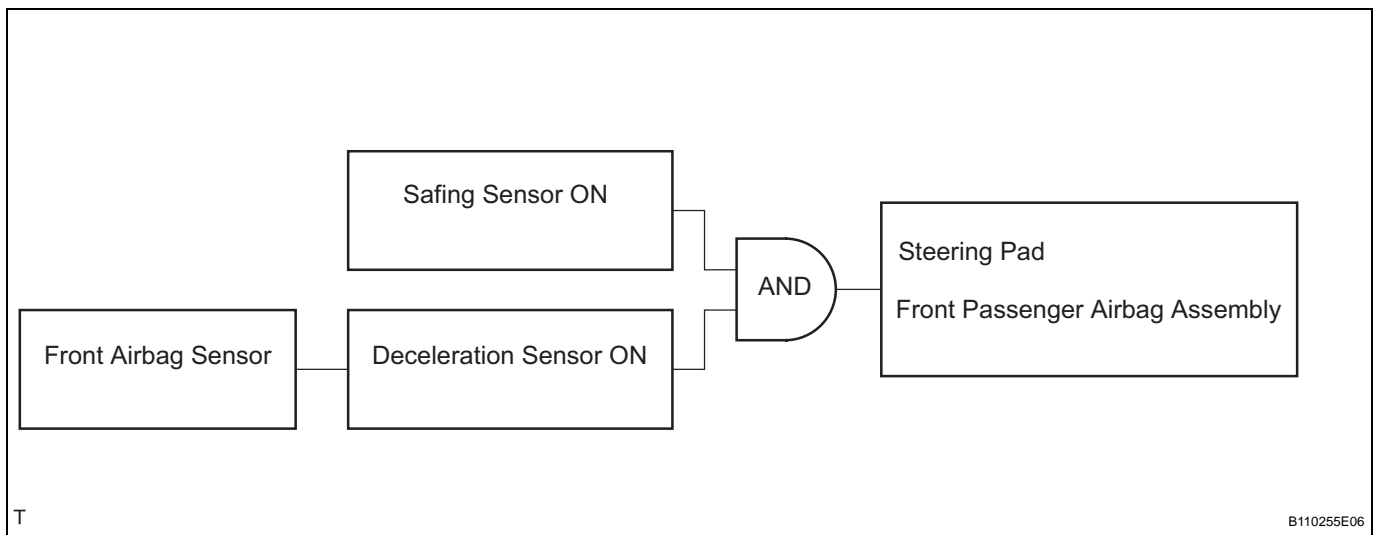 Safing Sensor ON
Front Airbag Sensor
Deceleration Sensor ON
AND
Steering Pad
Front Passenger Airbag Assembly
T
B110255E06